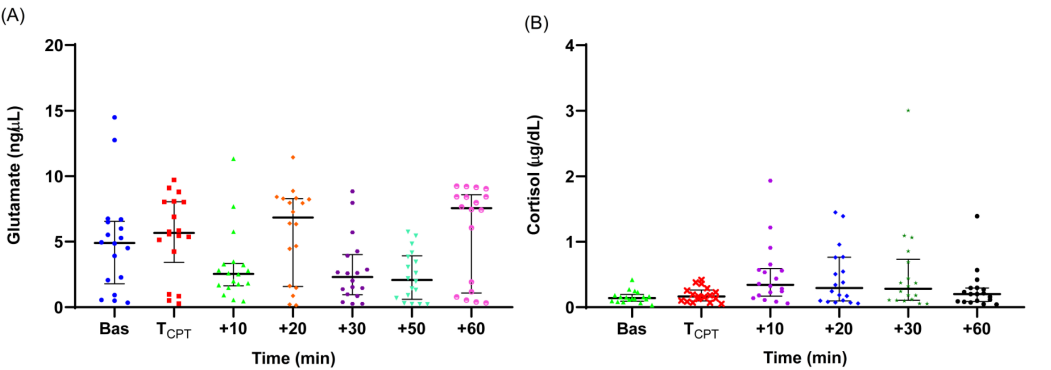 (A)
Glutamate (ng/µL)
20
15
10
5
0
Bas TCPT +10 +20 +30 +50 +60
Time (min)
(B)
Cortisol (µg/dL)
4
3
2
1
0
Bas TCPT +10 +20 +30 +60
Time (min)